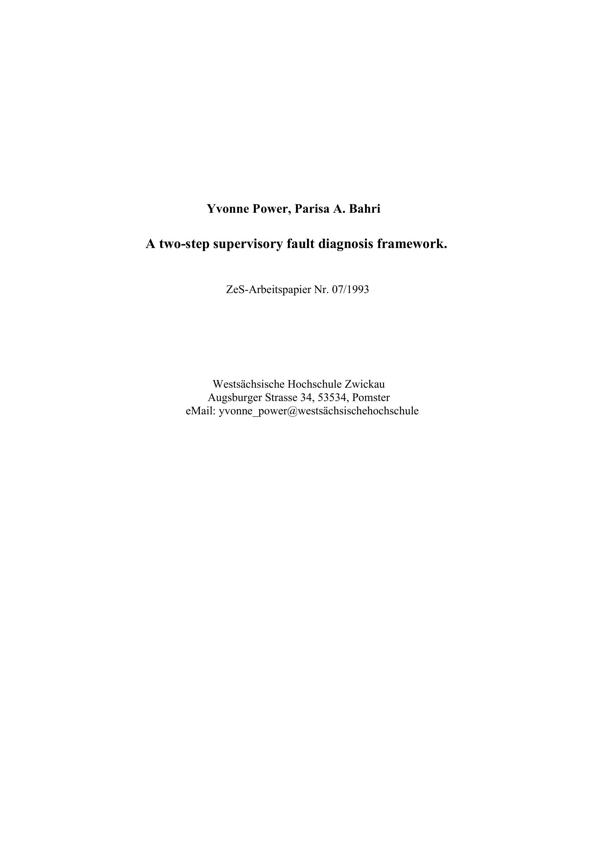 Yvonne Power, Parisa A. Bahri
A two-step supervisory fault diagnosis framework.
ZeS-Arbeitspapier Nr. 07/1993
Westsächsische Hochschule Zwickau
Augsburger Strasse 34, 53534, Pomster
eMail: yvonne_power@westsächsischehochschule